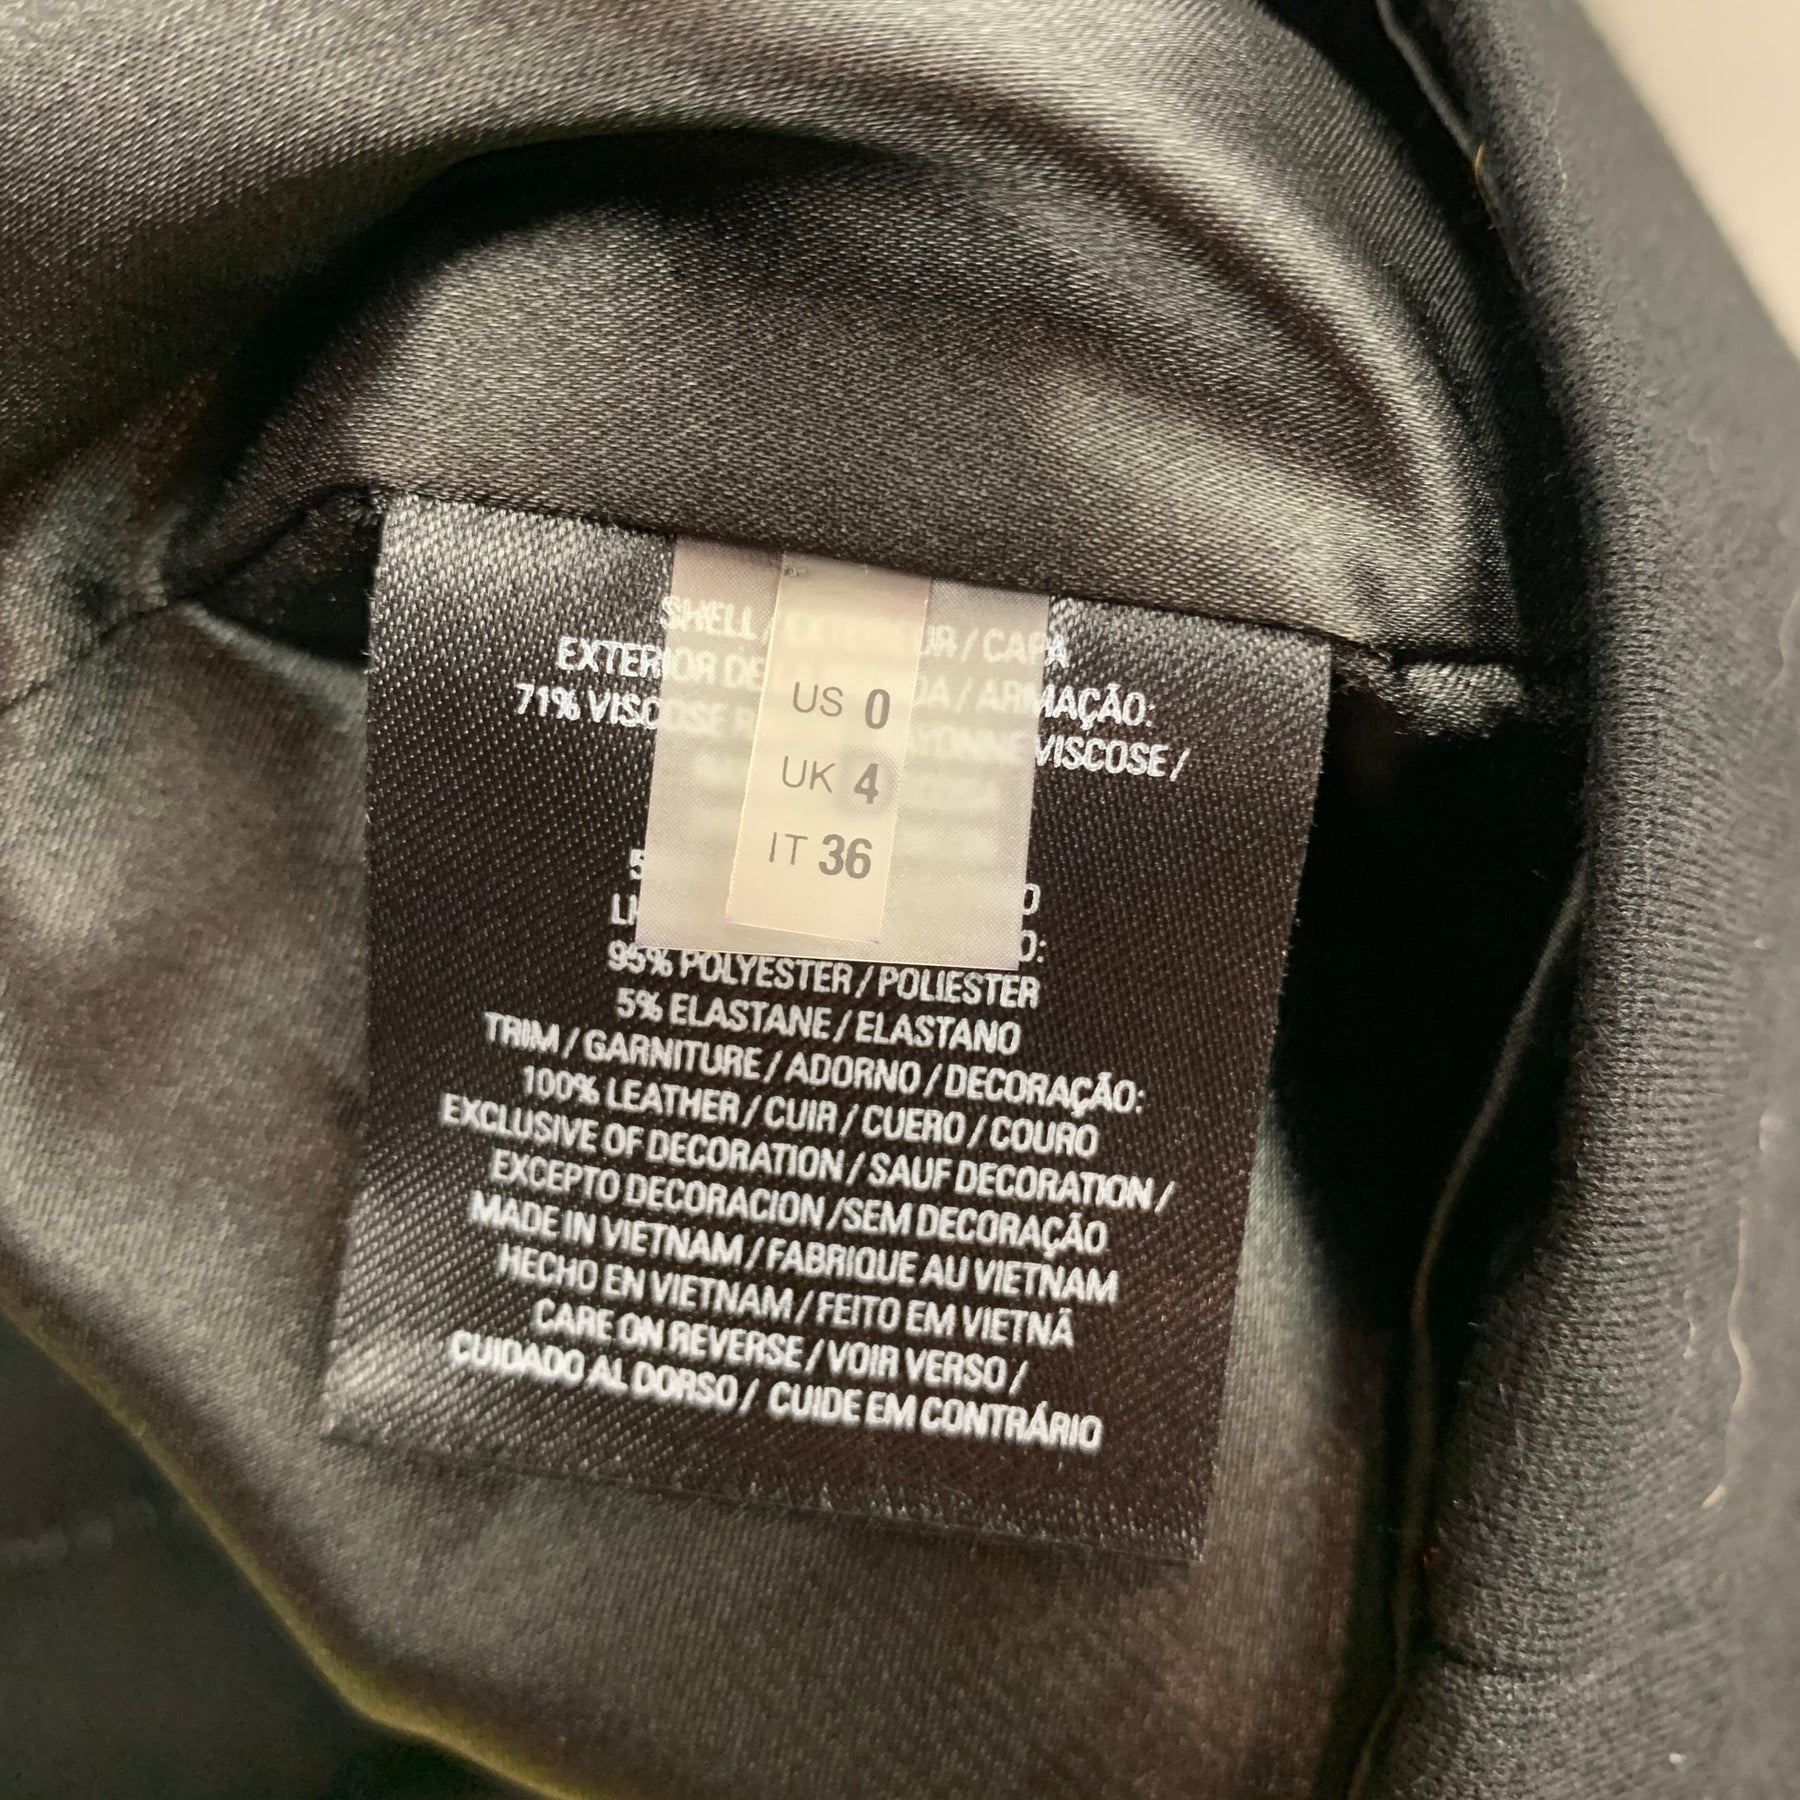 SHELL / EXTERIEUR / CAPA
EXTERIOR DE LA PRENDA / ARMAÇÃO:
71% VISCOSE RAYONNE VISCOSE /
US 0
UK 4
IT 36
95% POLYESTER / POLIESTER
5% ELASTANE / ELASTANO
TRIM / GARNITURE / ADORNO / DECORAÇÃO:
100% LEATHER / CUIR / CUERO / COURO
EXCLUSIVE OF DECORATION / SAUF DECORATION /
EXCEPTO DECORACION /SEM DECORAÇÃO
MADE IN VIETNAM / FABRIQUE AU VIETNAM
HECHO EN VIETNAM / FEITO EM VIETNÃ
CARE ON REVERSE / VOIR VERSO /
CUIDADO AL DORSO / CUIDE EM CONTRÁRIO